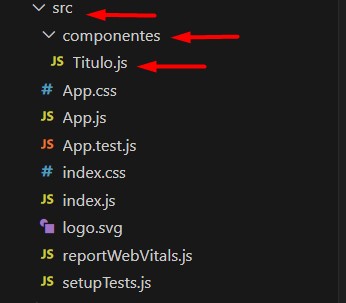 src
componentes
JS Titulo.js
# App.css
JS App.js
JS App.test.js
# index.css
JS index.js
logo.svg
JS reportWebVitals.js
JS setupTests.js